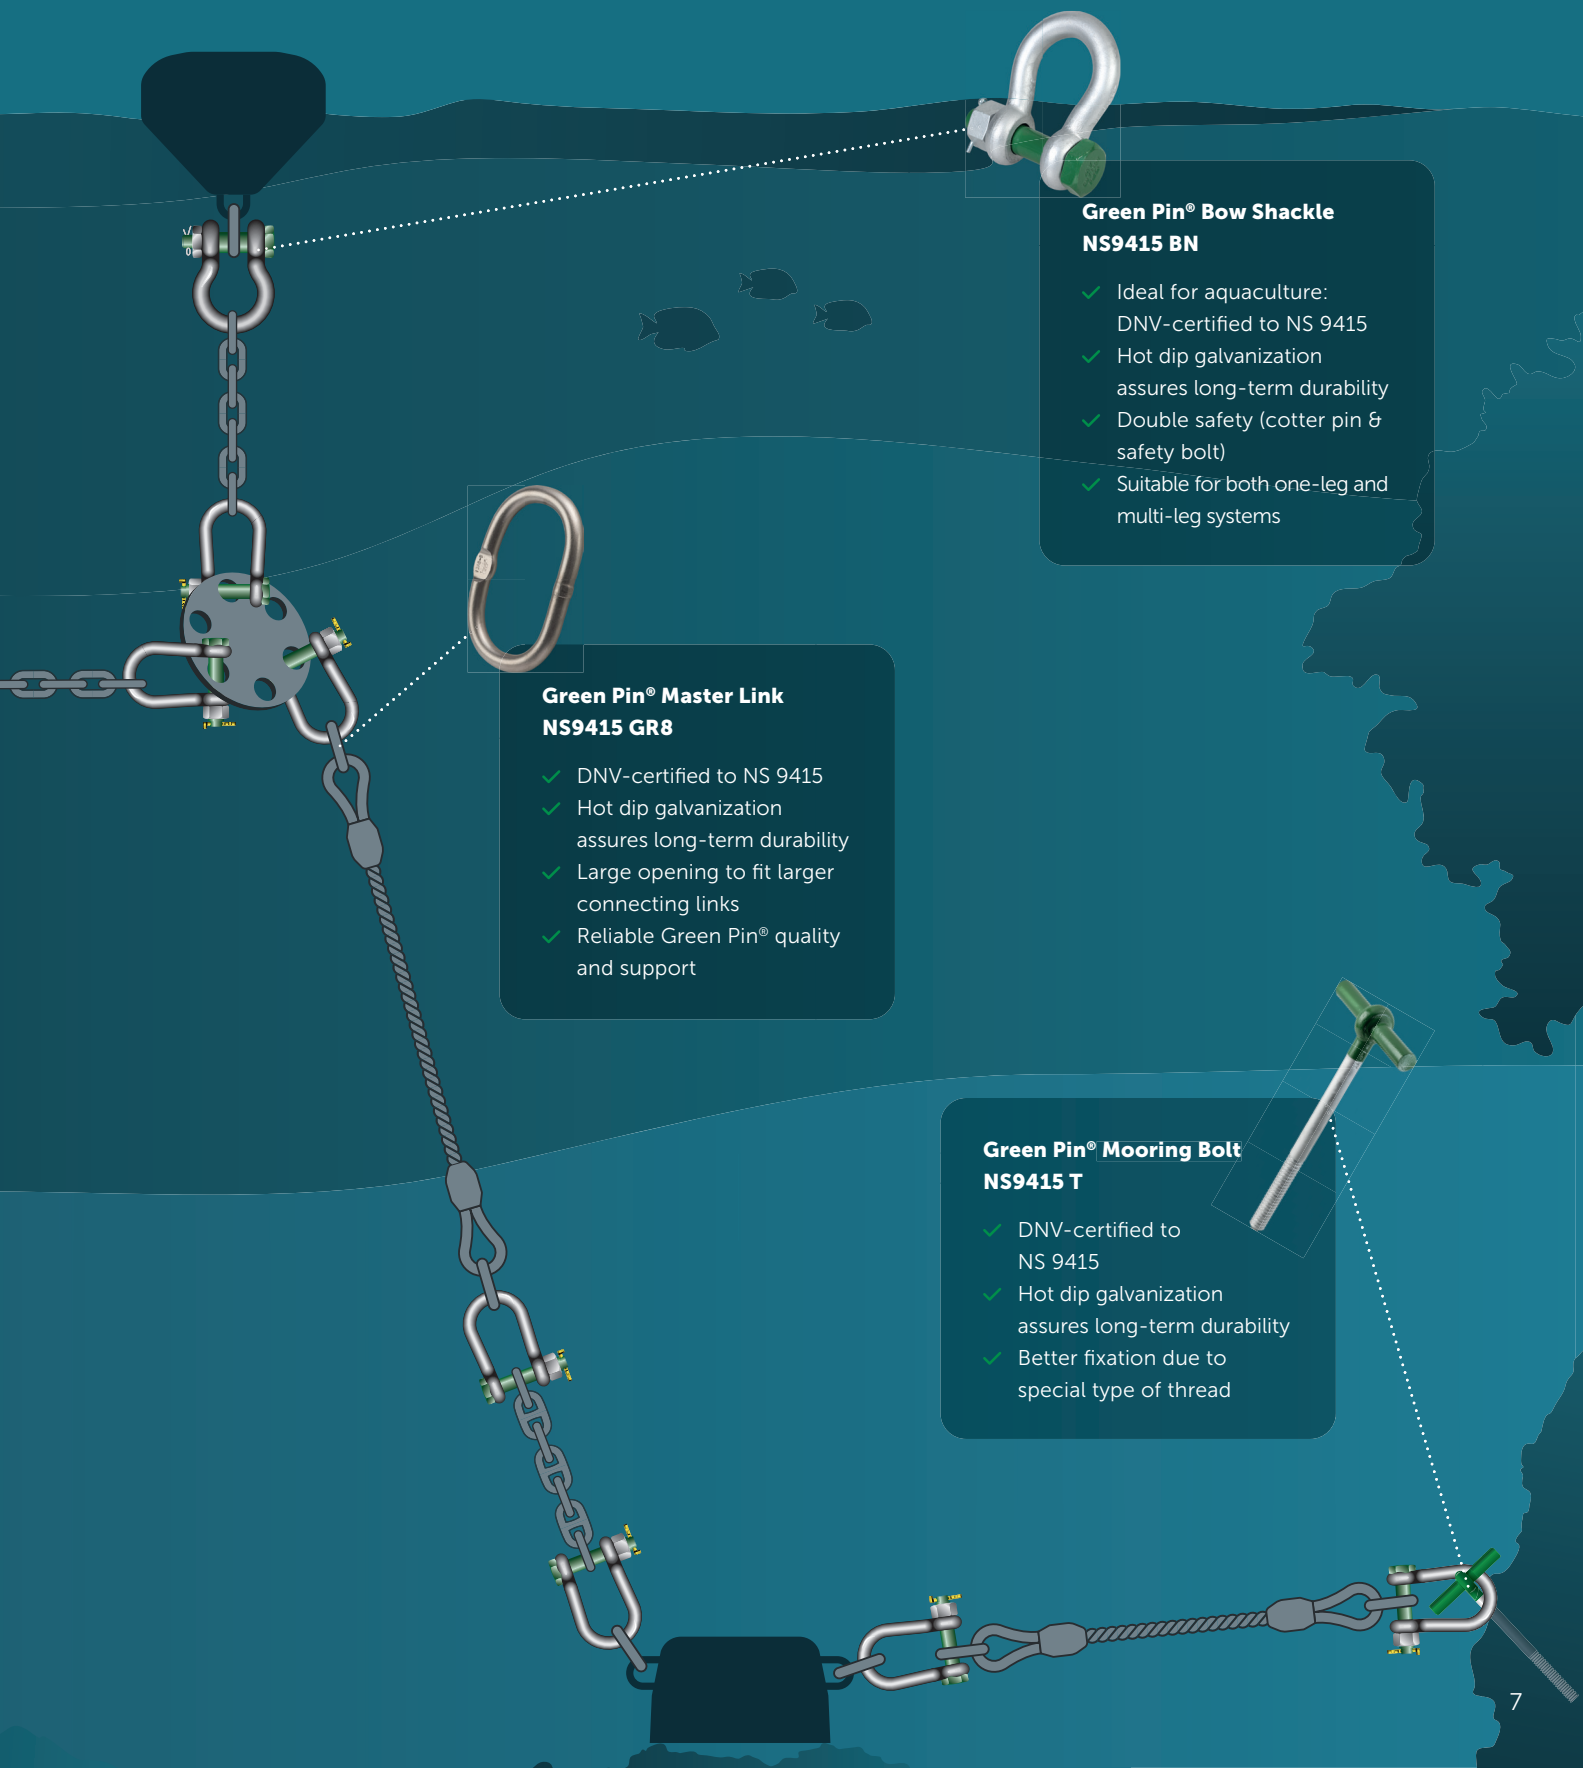 Green Pin® Bow Shackle
NS9415 BN
Ideal for aquaculture:
DNV-certified to NS 9415
Hot dip galvanization
assures long-term durability
Double safety (cotter pin &
safety bolt)
Suitable for both one-leg and
multi-leg systems
Green Pin® Master Link
NS9415 GR8
DNV-certified to NS 9415
Hot dip galvanization
assures long-term durability
Large opening to fit larger
connecting links
Reliable Green Pin® quality
and support
Green Pin® Mooring Bolt
NS9415 T
DNV-certified to
NS 9415
Hot dip galvanization
assures long-term durability
Better fixation due to
special type of thread
7